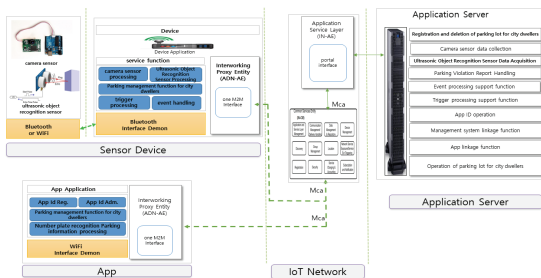 camera sensor
ultrasonic object
recognition sensor
Bluetooth
or WiFi
Sensor Device
Device
Device
Device Application
service function
camera sensor
processing
Ultrasonic Object
Recognition
Sensor Processing
Parking management function for city
dwellers
trigger
processing
event handling
Bluetooth
Interface Demon
Interworking
Proxy Entity
(ADN-AE)
one M2M
interface
App Application
App Id Reg.
App Id Adm.
Parking management function for city
dwellers
Number plate recognition Parking
information processing
WiFi
Interface Demon
Interworking
Proxy Entity
(ADN-AE)
one M2M
interface
App
Application
Service Layer
(IN-AE)
portal
interface
Mca
Mca
Mca
IoT Network
Application Server
Registration and deletion of parking lot for city dwellers
Camera sensor data collection
Ultrasonic Object Recognition Sensor Data Acquisition
Parking Violation Report Handling
Event processing support function
Trigger processing support function
App ID operation
Management system linkage function
App linkage function
Operation of parking lot for city dwellers
Application Server